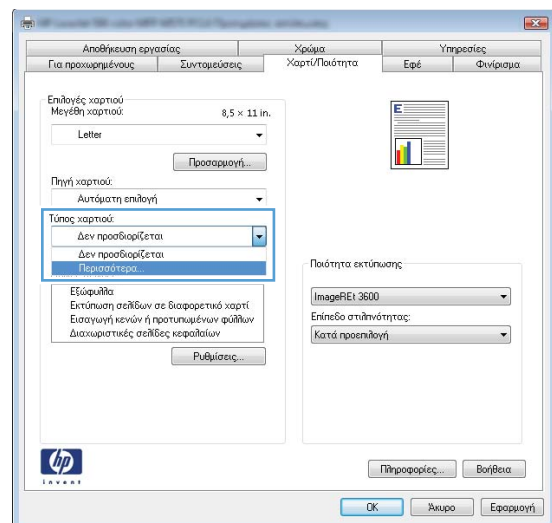 Αποθήκευση εργασίας
Χρώμα
Υπηρεσίες
Για προχωρημένους
Συντομεύσεις
Χαρτί/Ποιότητα
Εφέ
Φινίρισμα
Επιλογές χαρτιού
Μεγέθη χαρτιού:
8,5 × 11 in.
Letter
Προσαρμογή...
Πηγή χαρτιού:
Αυτόματη επιλογή
Τύπος χαρτιού:
Δεν προσδιορίζεται
Δεν προσδιορίζεται
Περισσότερα...
Εξώφυλλα
Εκτύπωση σελίδων σε διαφορετικό χαρτί
Εισαγωγή κενών ή προτυπωμένων φύλλων
Διαχωριστικές σελίδες κεφαλαίων
Ρυθμίσεις...
E
Ποιότητα εκτύπωσης
ImageREt 3600
Επίπεδο στιλπνότητας:
Κατά προεπιλογή
hp
invent
Πληροφορίες...
Βοήθεια
OK
Άκυρο
Εφαρμογή